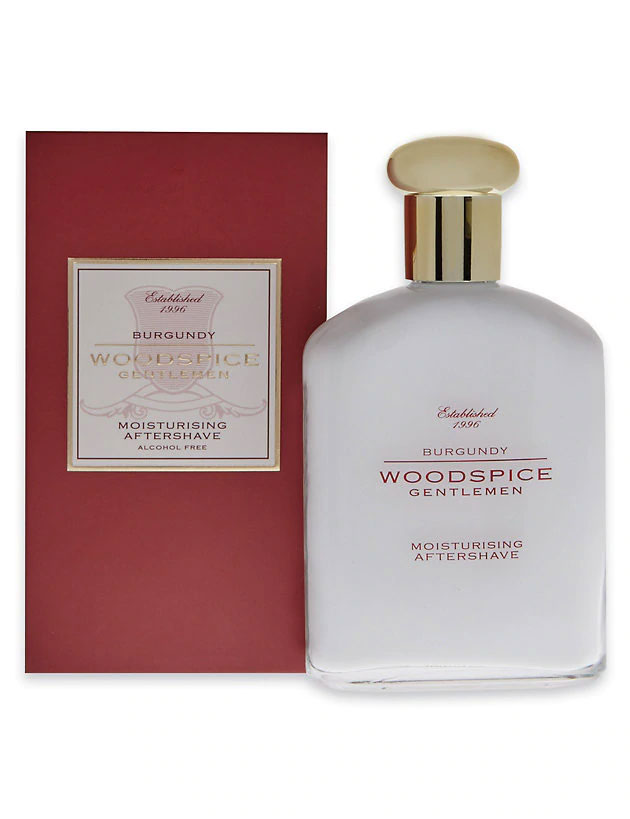 Established
1996
BURGUNDY
WOODSPICE
GENTLEMEN
MOISTURISING
AFTERSHAVE
ALCOHOL FREE
Established
1996
BURGUNDY
WOODSPICE
GENTLEMEN
MOISTURISING
AFTERSHAVE